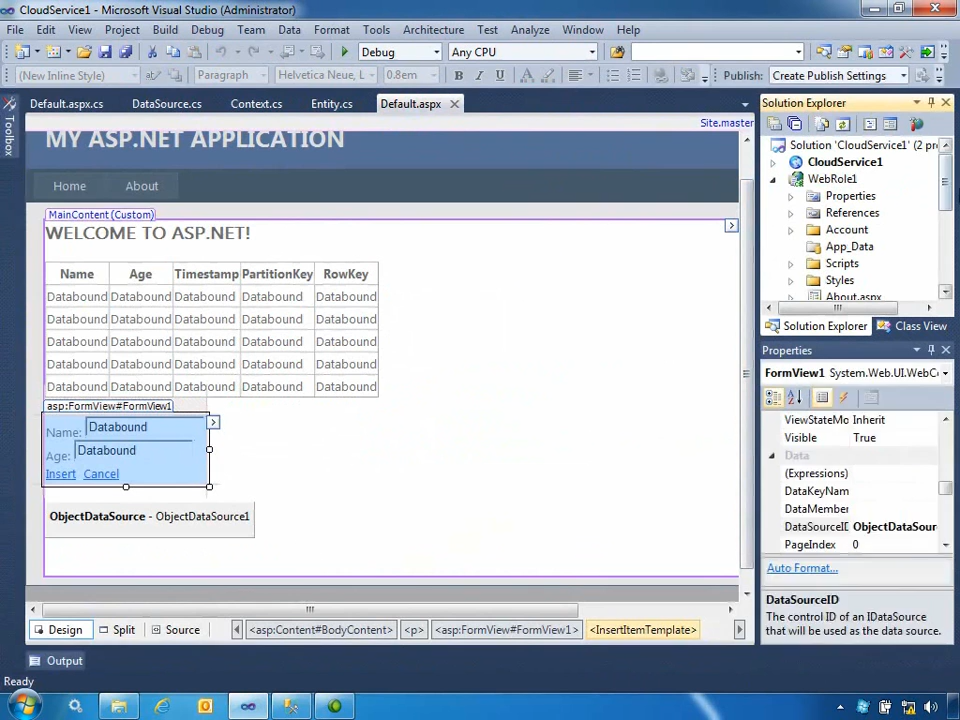 CloudService1 - Microsoft Visual Studio (Administrator)
File Edit View Project Build Debug Team Data Format Tools Architecture Test Analyze Window Help
Debug Any CPU
(New Inline Style) Paragraph Helvetica Neue, L 0.8em B I U A Publish: Create Publish Settings
Default.aspx.cs DataSource.cs Context.cs Entity.cs Default.aspx
Toolbox
Site.master
MY ASP.NET APPLICATION
Home About
MainContent (Custom)
WELCOME TO ASP.NET!
Name Age Timestamp PartitionKey RowKey
Databound Databound Databound Databound Databound
Databound Databound Databound Databound Databound
Databound Databound Databound Databound Databound
Databound Databound Databound Databound Databound
Databound Databound Databound Databound Databound
asp:FormView#FormView1
Name: Databound
Age: Databound
Insert Cancel
ObjectDataSource - ObjectDataSource1
Design Split Source <asp:Content#BodyContent> <p> <asp:FormView#FormView1> <InsertItemTemplate>
Output
Ready
Solution Explorer
Solution 'CloudService1' (2 pr
CloudService1
WebRole1
Properties
References
Account
App_Data
Scripts
Styles
About.aspx
Solution Explorer Class View
Properties
FormView1 System.Web.UI.WebC
ViewStateM Inherit
Visible True
Data
(Expressions)
DataKeyNam
DataMember
DataSourceID ObjectDataSour
PageIndex 0
Auto Format...
DataSourceID
The control ID of an IDataSource
that will be used as the data source.